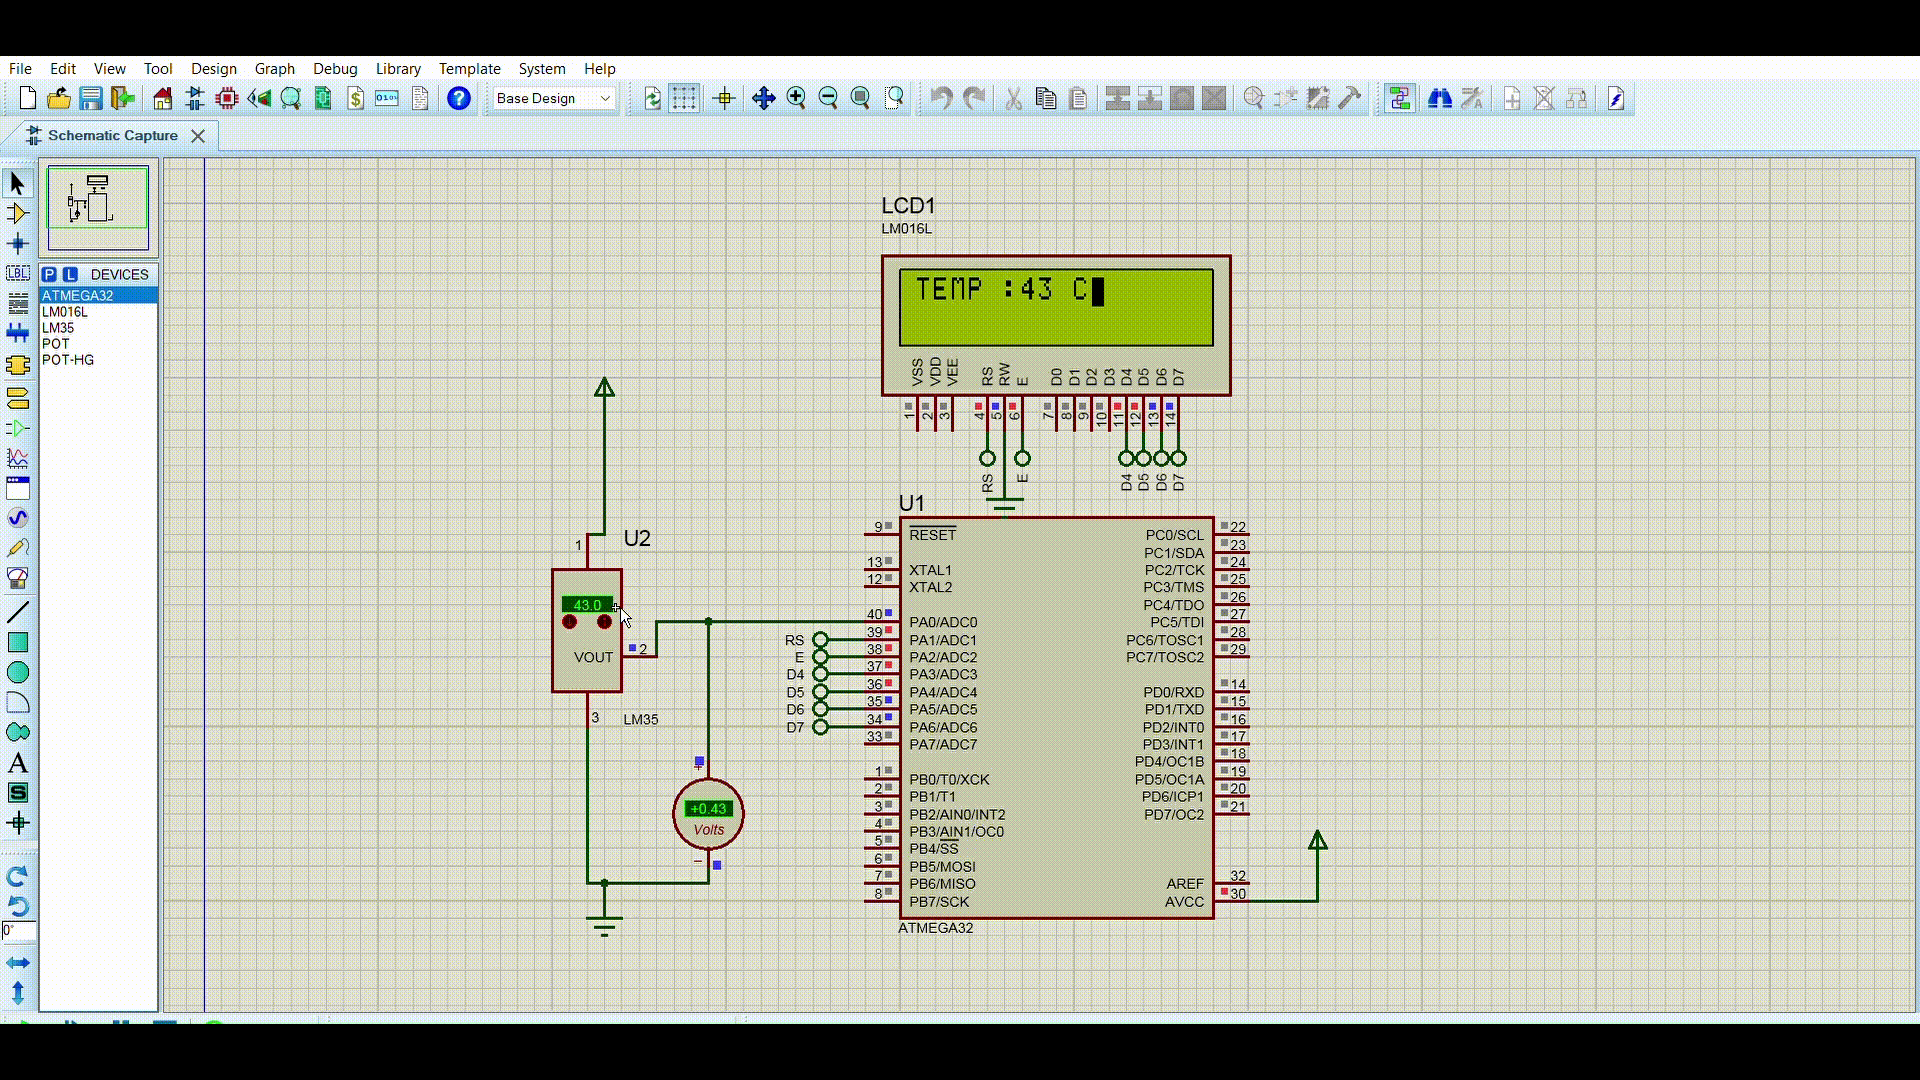 File Edit View Tool Design Graph Debug Library Template System Help
Base Design
Schematic Capture
P L DEVICES
ATMEGA32
LM016L
LM35
POT
POT-HG
LBL
A
S
0°
LCD1
LM016L
TEMP :43 C
VSS VDD VEE RS RW E D0 D1 D2 D3 D4 D5 D6 D7
1 2 3 4 5 6 7 8 9 10 11 12 13 14
RS E D4 D5 D6 D7
U2
1
43.0
VOUT
2
3
LM35
+0.43
Volts
U1
9 RESET
13 XTAL1
12 XTAL2
40 PA0/ADC0
RS 39 PA1/ADC1
E 38 PA2/ADC2
D4 37 PA3/ADC3
D5 36 PA4/ADC4
D6 35 PA5/ADC5
D7 34 PA6/ADC6
33 PA7/ADC7
1 PB0/T0/XCK
2 PB1/T1
3 PB2/AIN0/INT2
4 PB3/AIN1/OC0
5 PB4/SS
6 PB5/MOSI
7 PB6/MISO
8 PB7/SCK
PC0/SCL 22
PC1/SDA 23
PC2/TCK 24
PC3/TMS 25
PC4/TDO 26
PC5/TDI 27
PC6/TOSC1 28
PC7/TOSC2 29
PD0/RXD 14
PD1/TXD 15
PD2/INT0 16
PD3/INT1 17
PD4/OC1B 18
PD5/OC1A 19
PD6/ICP1 20
PD7/OC2 21
AREF 32
AVCC 30
ATMEGA32